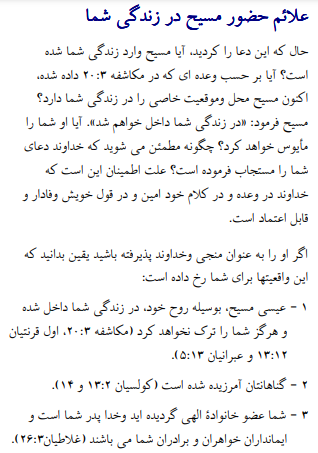 علائم حضور مسیح در زندگی شما
حال که این دعا را کردید، آیا مسیح وارد زندگی شما شده
است؟ آیا بر حسب وعده ای که در مکاشفه ۲۰:۳ داده شده،
اکنون مسیح محل وموقعیت خاصی را در زندگی شما دارد؟
مسیح فرمود: «در زندگی شما داخل خواهم شد». آیا او شما را
مأیوس خواهد کرد؟ چگونه مطمئن می شوید که خداوند دعای
شما را مستجاب فرموده است؟ علت اطمینان این است که
خداوند در وعده و در کلام خود امین و در قول خویش وفادار و
قابل اعتماد است.
اگر او را به عنوان منجی وخداوند پذیرفته باشید یقین بدانید که
این واقعیتها برای شما رخ داده است:
۱ – عیسی مسیح، بوسیله روح خود، در زندگی شما داخل شده
و هرگز شما را ترک نخواهد کرد (مکاشفه ۲۰:۳، اول قرنتیان
۱۳:۱۲ و عبرانیان ۵:۱۳).
۲ – گناهانتان آمرزیده شده است (کولسیان ۱۳:۲ و ۱۴).
۳ – شما عضو خانوادهٔ الهی گردیده اید وخدا پدر شما است و
ایمانداران خواهران و برادران شما می باشند (غلاطیان۲۶:۳).